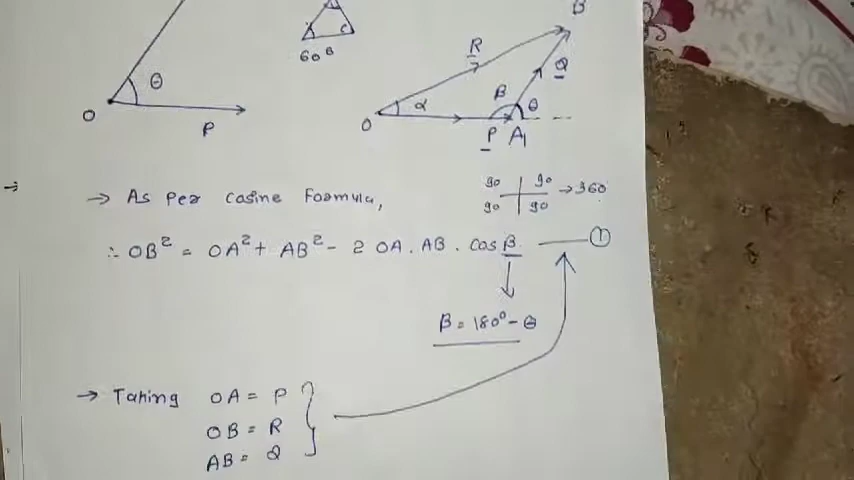 B
R
Q
60°
θ
O
P
α
β
θ
O
P A
90 90 → 360
90 90
→
→ As Per Cosine Formula,
∴ OB² = OA² + AB² - 2 OA . AB . Cos β — ①
β = 180° - θ
→ Taking OA = P
OB = R
AB = Q